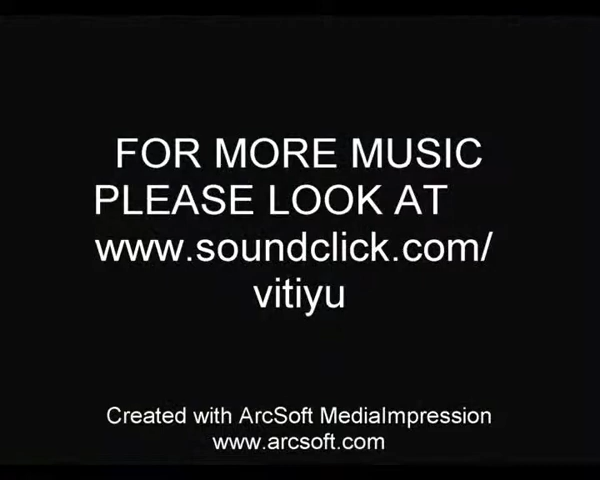 FOR MORE MUSIC
PLEASE LOOK AT
www.soundclick.com/
vitiyu
Created with ArcSoft MediaImpression
www.arcsoft.com